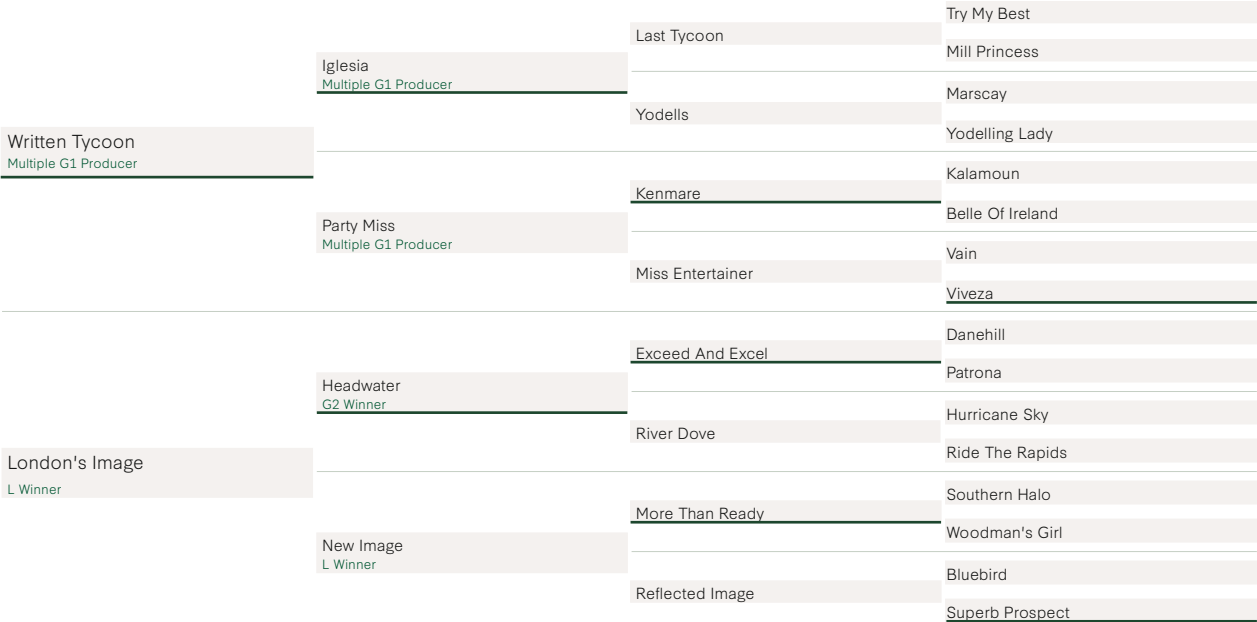 Written Tycoon
Multiple G1 Producer
London's Image
L Winner
Iglesia
Multiple G1 Producer
Party Miss
Multiple G1 Producer
Headwater
G2 Winner
New Image
L Winner
Last Tycoon
Yodells
Kenmare
Miss Entertainer
Exceed And Excel
River Dove
More Than Ready
Reflected Image
Try My Best
Mill Princess
Marscay
Yodelling Lady
Kalamoun
Belle Of Ireland
Vain
Viveza
Danehill
Patrona
Hurricane Sky
Ride The Rapids
Southern Halo
Woodman's Girl
Bluebird
Superb Prospect